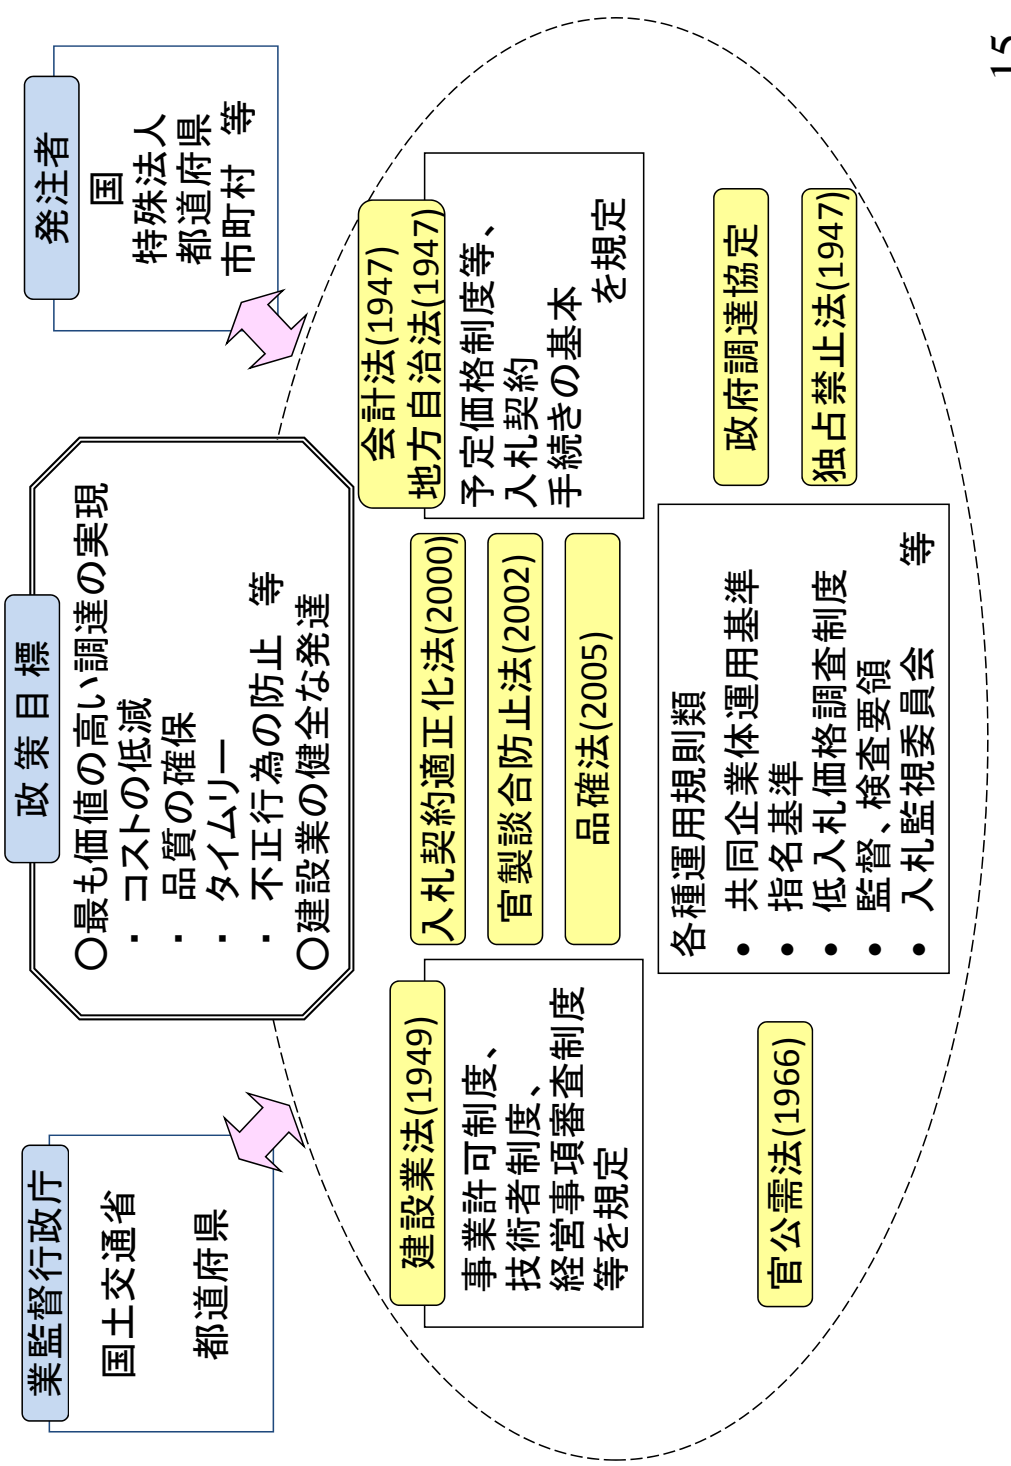 政策目標
〇最も価値の高い調達の実現
・ コストの低減
・ 品質の確保
・ タイムリー
・ 不正行為の防止 等
〇建設業の健全な発達
業監督行政庁
国土交通省
都道府県
発注者
国
特殊法人
都道府県
市町村 等
建設業法(1949)
事業許可制度、
技術者制度、
経営事項審査制度
等を規定
入札契約適正化法(2000)
官製談合防止法(2002)
品確法(2005)
会計法(1947)
地方自治法(1947)
予定価格制度等、
入札契約
手続きの基本
を規定
官公需法(1966)
各種運用規則類
• 共同企業体運用基準
• 指名基準
• 低入札価格調査制度
• 監督、検査要領
• 入札監視委員会 等
政府調達協定
独占禁止法(1947)
15